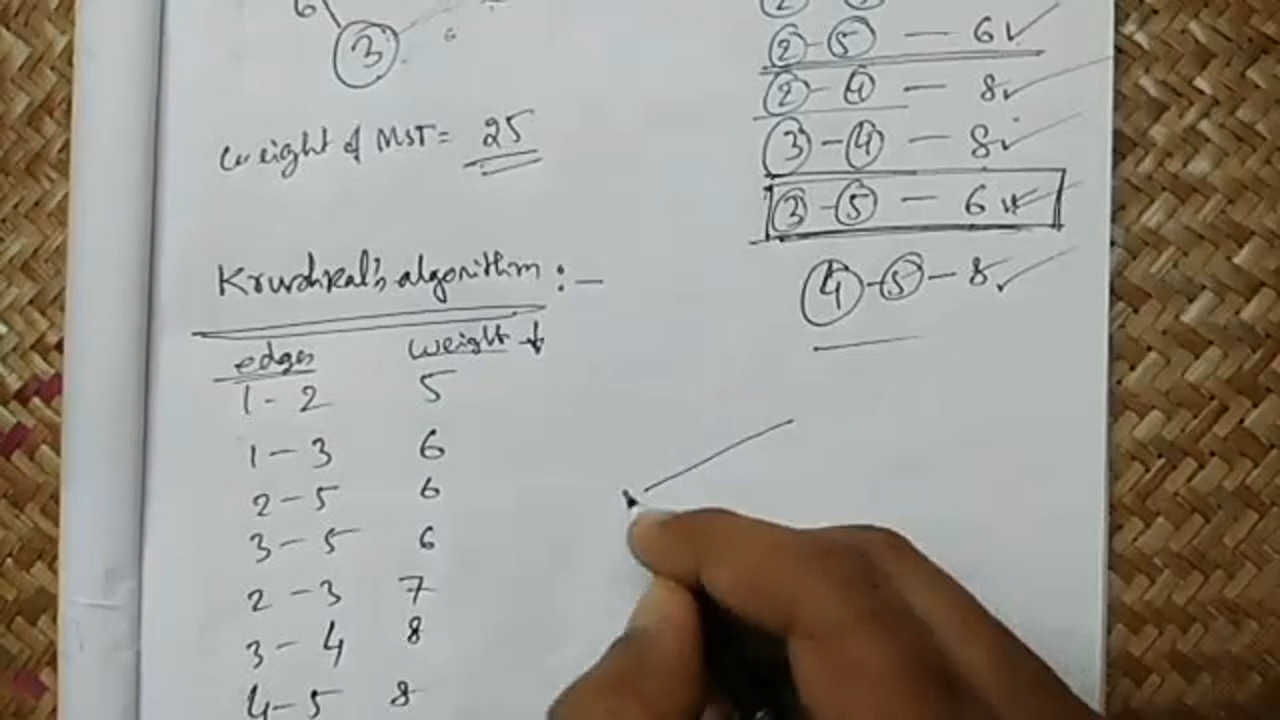 6
3
weight of MST = 25
2 - 5 — 6 ✓
2 - 4 — 8 ✓
3 - 4 — 8 ✓
3 - 5 — 6 ✓
4 - 5 - 8 ✓
Krushkal's algorithm :-
edges weight ↓
1 - 2 5
1 - 3 6
2 - 5 6
3 - 5 6
2 - 3 7
3 - 4 8
4 - 5 8